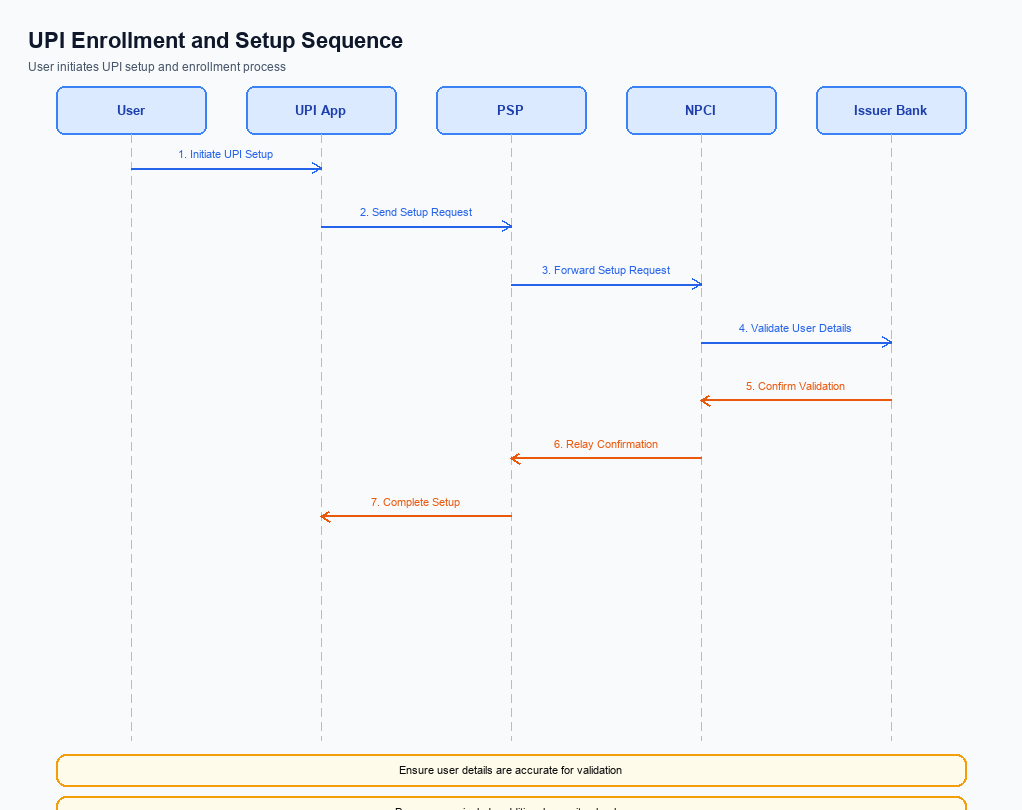 UPI Enrollment and Setup Sequence
User initiates UPI setup and enrollment process
User
UPI App
PSP
NPCI
Issuer Bank
1. Initiate UPI Setup
2. Send Setup Request
3. Forward Setup Request
4. Validate User Details
5. Confirm Validation
6. Relay Confirmation
7. Complete Setup
Ensure user details are accurate for validation